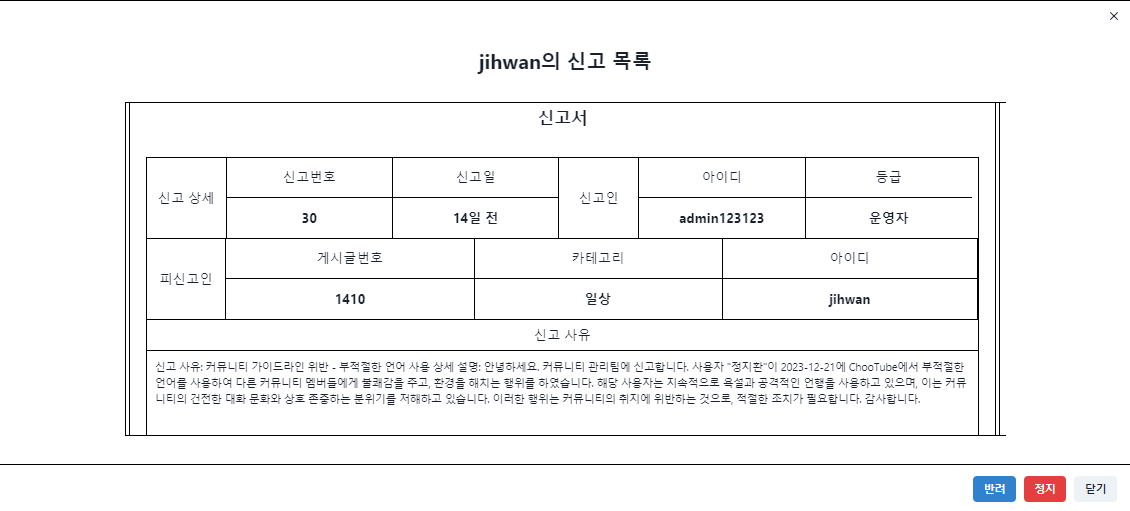 jihwan의 신고 목록
신고서
신고 상세
신고번호
신고일
신고인
아이디
등급
30
14일 전
admin123123
운영자
피신고인
게시글번호
카테고리
아이디
1410
일상
jihwan
신고 사유
신고 사유: 커뮤니티 가이드라인 위반 - 부적절한 언어 사용 상세 설명: 안녕하세요. 커뮤니티 관리팀에 신고합니다. 사용자 "정지환"이 2023-12-21에 ChooTube에서 부적절한
언어를 사용하여 다른 커뮤니티 멤버들에게 불쾌감을 주고, 환경을 해치는 행위를 하였습니다. 해당 사용자는 지속적으로 욕설과 공격적인 언행을 사용하고 있으며, 이는 커뮤
니티의 건전한 대화 문화와 상호 존중하는 분위기를 저해하고 있습니다. 이러한 행위는 커뮤니티의 취지에 위반하는 것으로, 적절한 조치가 필요합니다. 감사합니다.
반려
정지
닫기